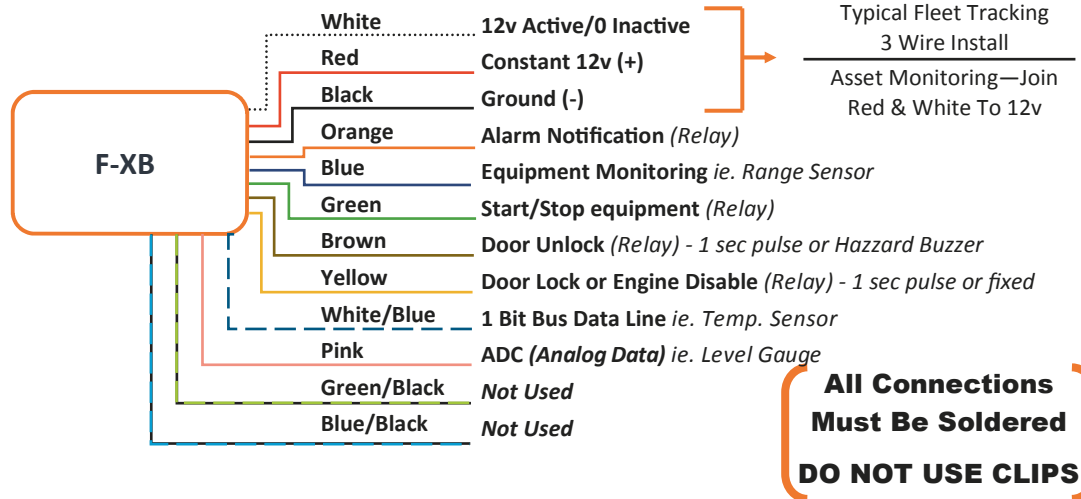 White 12v Active/0 Inactive
Red Constant 12v (+)
Black Ground (-)
Orange Alarm Notification (Relay)
Blue Equipment Monitoring ie. Range Sensor
Green Start/Stop equipment (Relay)
Brown Door Unlock (Relay) - 1 sec pulse or Hazzard Buzzer
Yellow Door Lock or Engine Disable (Relay) - 1 sec pulse or fixed
White/Blue 1 Bit Bus Data Line ie. Temp. Sensor
Pink ADC (Analog Data) ie. Level Gauge
Green/Black Not Used
Blue/Black Not Used
F-XB
Typical Fleet Tracking
3 Wire Install
Asset Monitoring—Join
Red & White To 12v
All Connections
Must Be Soldered
DO NOT USE CLIPS